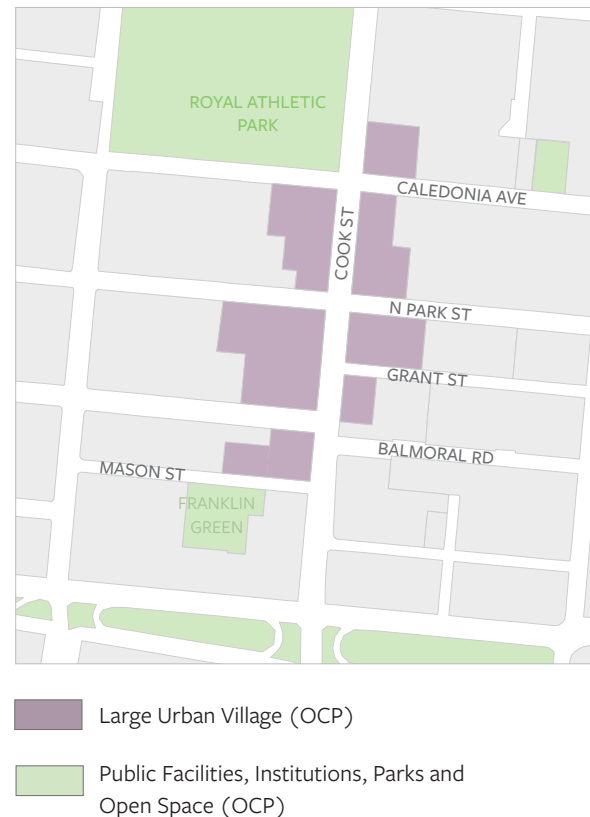 ROYAL ATHLETIC
PARK
CALEDONIA AVE
COOK ST
N PARK ST
GRANT ST
BALMORAL RD
MASON ST
FRANKLIN
GREEN
Large Urban Village (OCP)
Public Facilities, Institutions, Parks and
Open Space (OCP)